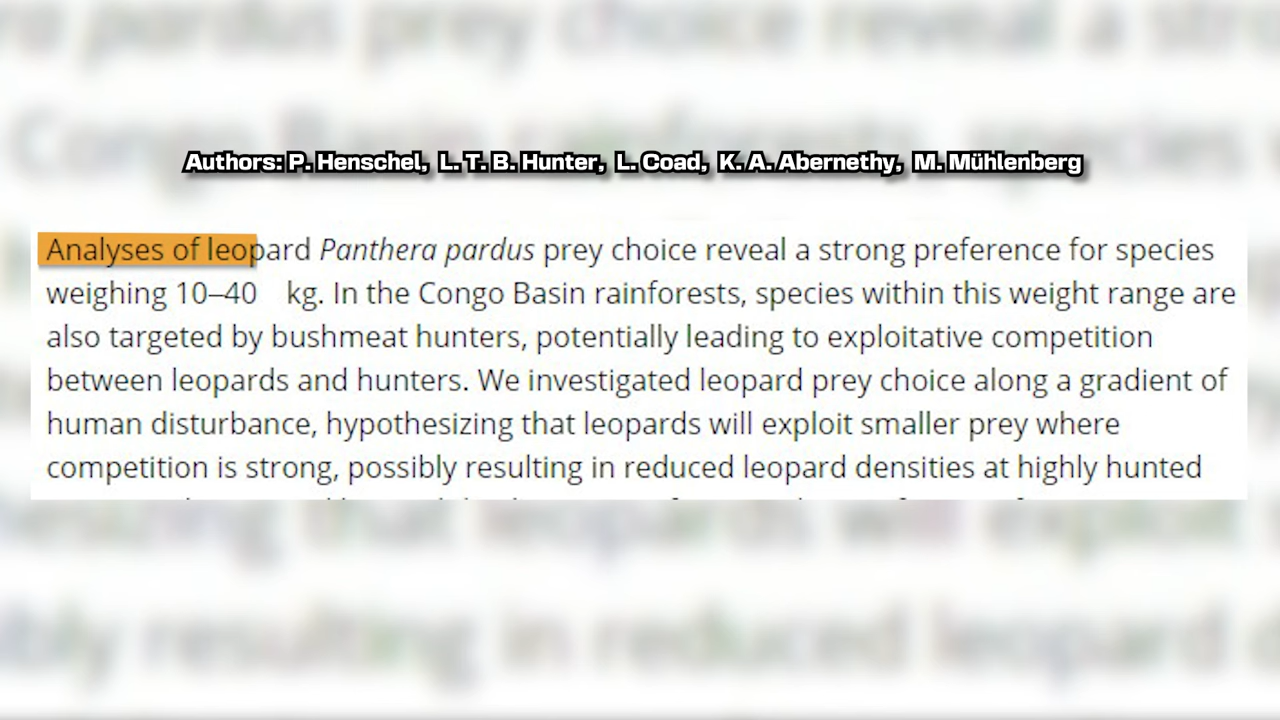 Authors: P. Henschel, L. T. B. Hunter, L. Coad, K. A. Abernethy, M. Mühlenberg
Analyses of leopard Panthera pardus prey choice reveal a strong preference for species
weighing 10–40 kg. In the Congo Basin rainforests, species within this weight range are
also targeted by bushmeat hunters, potentially leading to exploitative competition
between leopards and hunters. We investigated leopard prey choice along a gradient of
human disturbance, hypothesizing that leopards will exploit smaller prey where
competition is strong, possibly resulting in reduced leopard densities at highly hunted